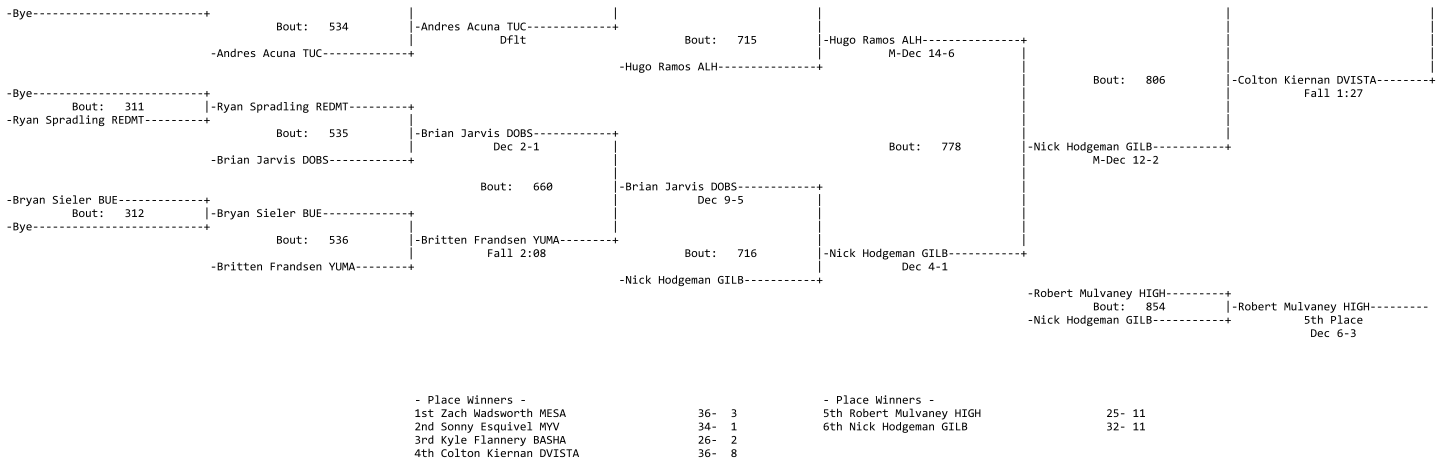 -Bye---------------------------+
Bout: 534 |-Andres Acuna TUC-------------+
-Andres Acuna TUC-------------+ Dflt Bout: 715 |-Hugo Ramos ALH---------------+
-Hugo Ramos ALH---------------+ M-Dec 14-6
-Bye---------------------------+ Bout: 806 |-Colton Kiernan DVISTA--------+
Bout: 311 |-Ryan Spradling REDMT---------+ Fall 1:27
-Ryan Spradling REDMT---------+
Bout: 535 |-Brian Jarvis DOBS------------+
-Brian Jarvis DOBS------------+ Dec 2-1 Bout: 778 |-Nick Hodgeman GILB-----------+
M-Dec 12-2
Bout: 660 |-Brian Jarvis DOBS------------+
-Bryan Sieler BUE-------------+ Dec 9-5
Bout: 312 |-Bryan Sieler BUE-------------+
-Bye---------------------------+
Bout: 536 |-Britten Frandsen YUMA--------+
-Britten Frandsen YUMA--------+ Fall 2:08 Bout: 716 |-Nick Hodgeman GILB-----------+
-Nick Hodgeman GILB-----------+ Dec 4-1
-Robert Mulvaney HIGH---------+
Bout: 854 |-Robert Mulvaney HIGH---------
-Nick Hodgeman GILB-----------+ 5th Place
Dec 6-3
- Place Winners - - Place Winners -
1st Zach Wadsworth MESA 36- 3 5th Robert Mulvaney HIGH 25- 11
2nd Sonny Esquivel MYV 34- 1 6th Nick Hodgeman GILB 32- 11
3rd Kyle Flannery BASHA 26- 2
4th Colton Kiernan DVISTA 36- 8